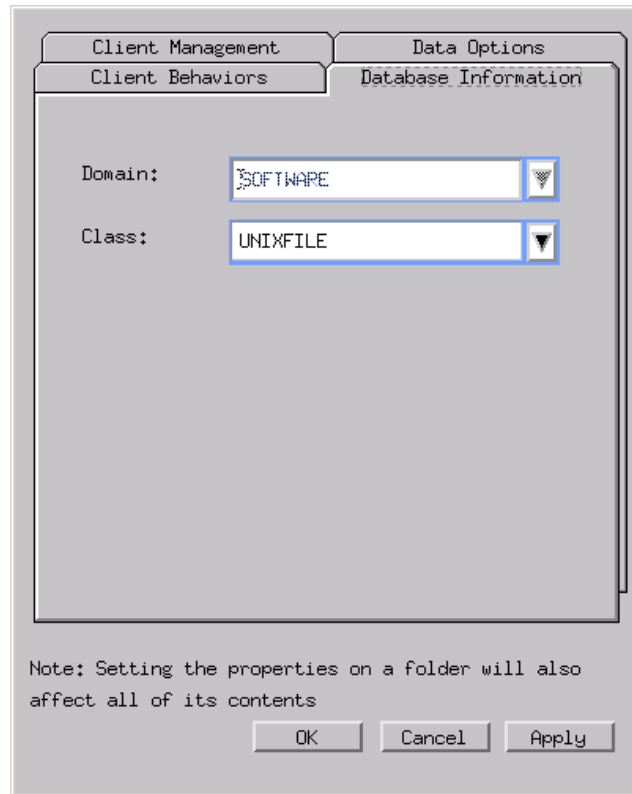 Client Management
Data Options
Client Behaviors
Database Information
Domain:
SOFTWARE
Class:
UNIXFILE
Note: Setting the properties on a folder will also
affect all of its contents
OK
Cancel
Apply